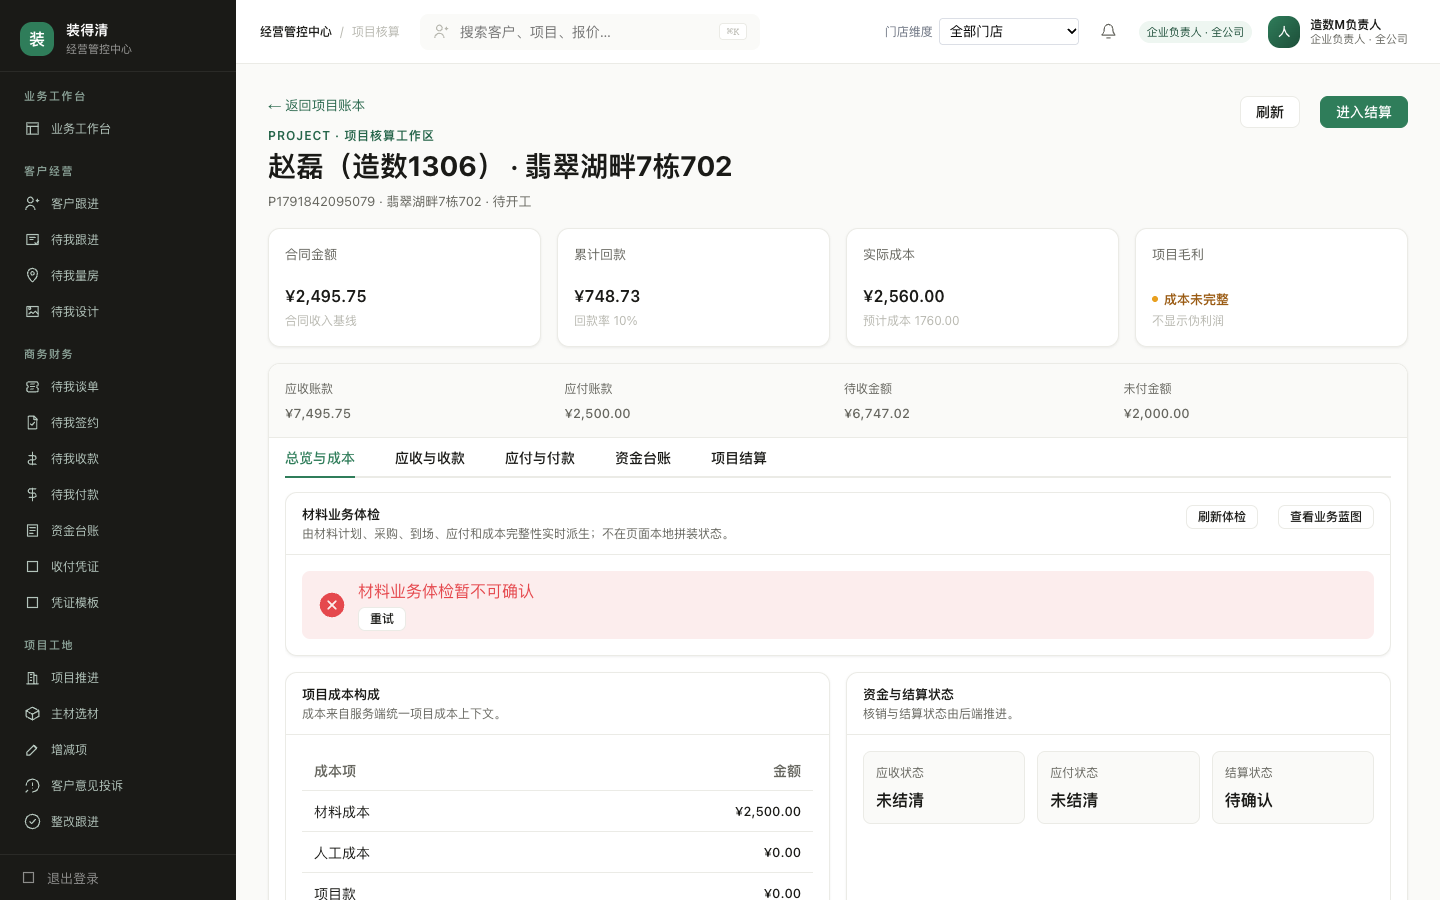 装
装得清
经营管控中心
业务工作台
业务工作台
客户经营
客户跟进
待我跟进
待我量房
待我设计
商务财务
待我谈单
待我签约
待我收款
待我付款
资金台账
收付凭证
凭证模板
项目工地
项目推进
主材选材
增减项
客户意见投诉
整改跟进
退出登录
经营管控中心 / 项目核算
搜索客户、项目、报价...
⌘K
门店维度
全部门店
企业负责人 · 全公司
人
造数M负责人
企业负责人 · 全公司
← 返回项目账本
刷新
进入结算
PROJECT · 项目核算工作区
赵磊（造数1306） · 翡翠湖畔7栋702
P1791842095079 · 翡翠湖畔7栋702 · 待开工
合同金额
¥2,495.75
合同收入基线
累计回款
¥748.73
回款率 10%
实际成本
¥2,560.00
预计成本 1760.00
项目毛利
成本未完整
不显示伪利润
应收账款
¥7,495.75
应付账款
¥2,500.00
待收金额
¥6,747.02
未付金额
¥2,000.00
总览与成本
应收与收款
应付与付款
资金台账
项目结算
材料业务体检
由材料计划、采购、到场、应付和成本完整性实时派生；不在页面本地拼装状态。
刷新体检
查看业务蓝图
材料业务体检暂不可确认
重试
项目成本构成
成本来自服务端统一项目成本上下文。
成本项 金额
材料成本 ¥2,500.00
人工成本 ¥0.00
项目款 ¥0.00
资金与结算状态
核销与结算状态由后端推进。
应收状态
未结清
应付状态
未结清
结算状态
待确认